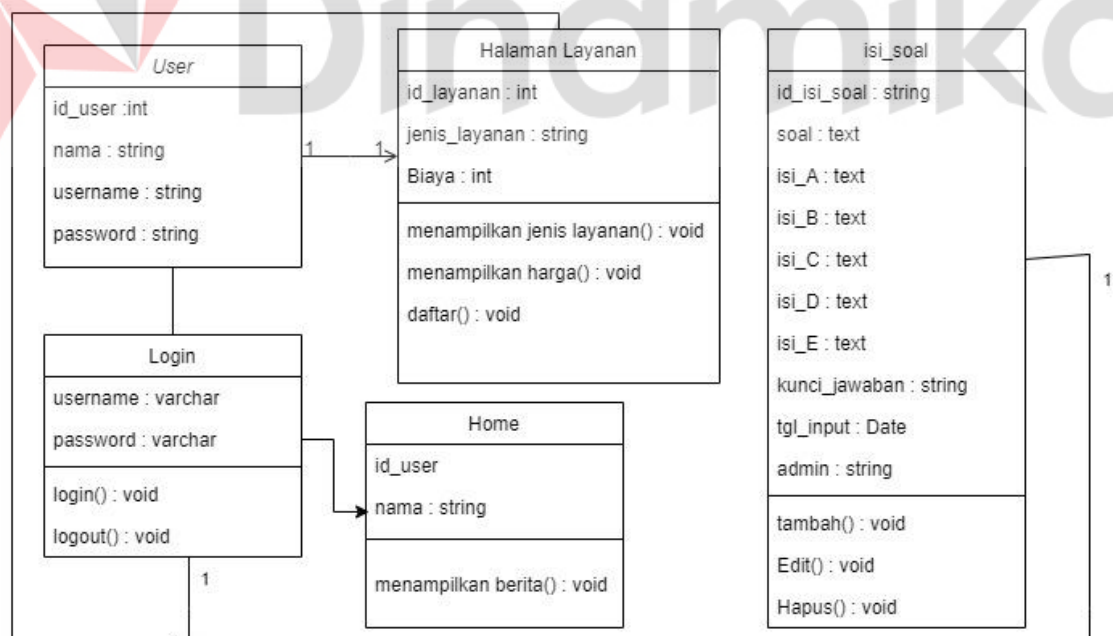 Dinamika
User
id_user :int
nama : string
username : string
password : string
1
1
Halaman Layanan
id_layanan : int
jenis_layanan : string
Biaya : int
menampilkan jenis layanan() : void
menampilkan harga() : void
daftar() : void
isi_soal
id_isi_soal : string
soal : text
isi_A : text
isi_B : text
isi_C : text
isi_D : text
isi_E : text
kunci_jawaban : string
tgl_input : Date
admin : string
tambah() : void
Edit() : void
Hapus() : void
1
Login
username : varchar
password : varchar
login() : void
logout() : void
1
Home
id_user
nama : string
menampilkan berita() : void